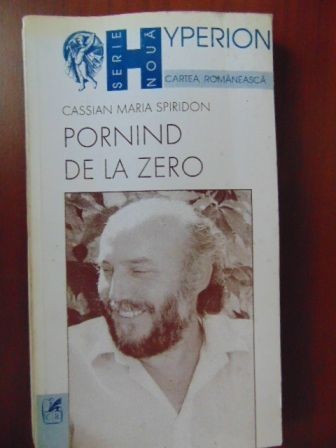 SERIE
NOUĂ
HYPERION
CARTEA ROMÂNEASCĂ
CASSIAN MARIA SPIRIDON
PORNIND
DE LA ZERO
C R